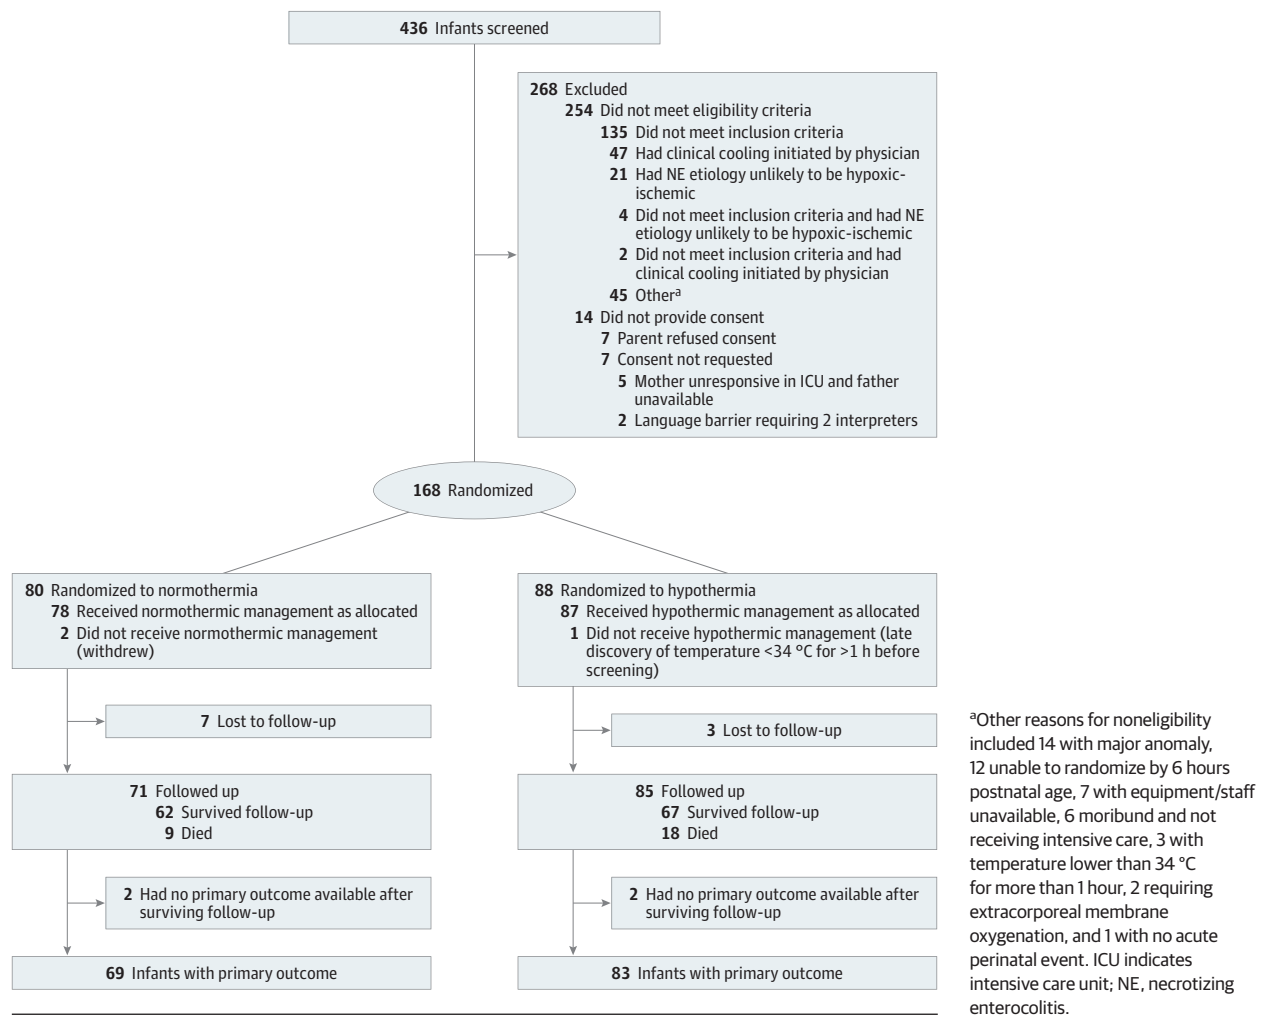 436 Infants screened
268 Excluded
254 Did not meet eligibility criteria
135 Did not meet inclusion criteria
47 Had clinical cooling initiated by physician
21 Had NE etiology unlikely to be hypoxic-
ischemic
4 Did not meet inclusion criteria and had NE
etiology unlikely to be hypoxic-ischemic
2 Did not meet inclusion criteria and had
clinical cooling initiated by physician
45 Otherᵃ
14 Did not provide consent
7 Parent refused consent
7 Consent not requested
5 Mother unresponsive in ICU and father
unavailable
2 Language barrier requiring 2 interpreters
168 Randomized
80 Randomized to normothermia
78 Received normothermic management as allocated
2 Did not receive normothermic management
(withdrew)
7 Lost to follow-up
71 Followed up
62 Survived follow-up
9 Died
2 Had no primary outcome available after
surviving follow-up
69 Infants with primary outcome
88 Randomized to hypothermia
87 Received hypothermic management as allocated
1 Did not receive hypothermic management (late
discovery of temperature <34 °C for >1 h before
screening)
3 Lost to follow-up
85 Followed up
67 Survived follow-up
18 Died
2 Had no primary outcome available after
surviving follow-up
83 Infants with primary outcome
ᵃOther reasons for noneligibility
included 14 with major anomaly,
12 unable to randomize by 6 hours
postnatal age, 7 with equipment/staff
unavailable, 6 moribund and not
receiving intensive care, 3 with
temperature lower than 34 °C
for more than 1 hour, 2 requiring
extracorporeal membrane
oxygenation, and 1 with no acute
perinatal event. ICU indicates
intensive care unit; NE, necrotizing
enterocolitis.